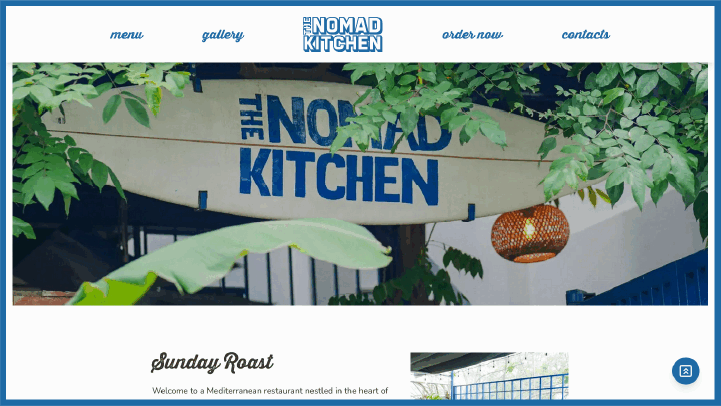 menu
gallery
THE NOMAD
KITCHEN
order now
contacts
THE NOMAD
KITCHEN
Sunday Roast
Welcome to a Mediterranean restaurant nestled in the heart of